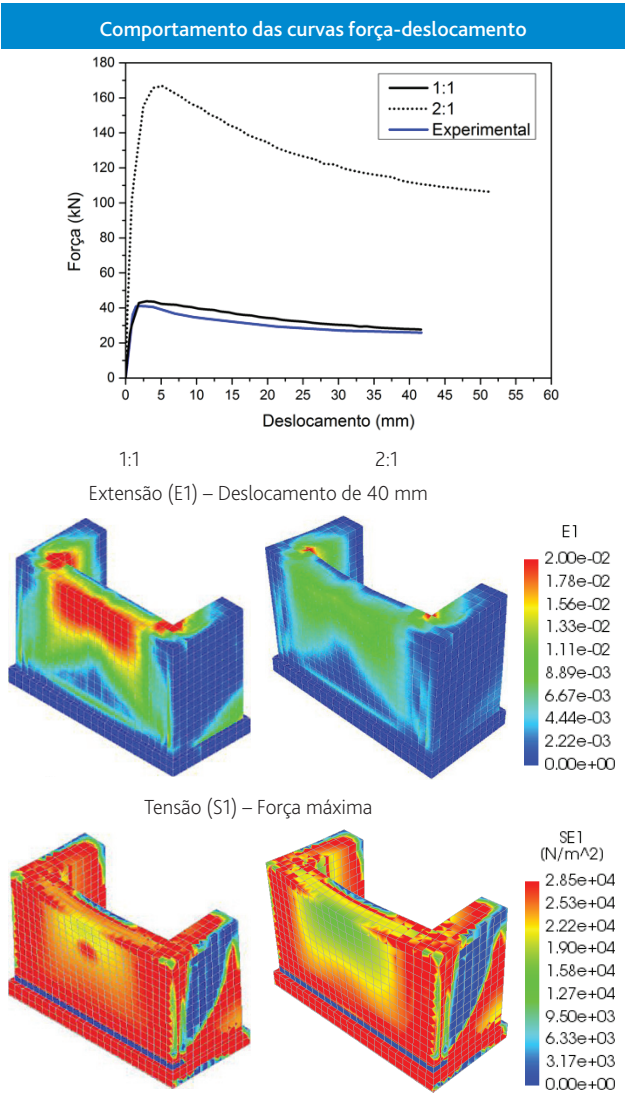 Comportamento das curvas força-deslocamento
180
160
140
120
100
80
60
40
20
0
Força (kN)
1:1
2:1
Experimental
0 5 10 15 20 25 30 35 40 45 50 55 60
Deslocamento (mm)
1:1 2:1
Extensão (E1) – Deslocamento de 40 mm
E1
2.00e-02
1.78e-02
1.56e-02
1.33e-02
1.11e-02
8.89e-03
6.67e-03
4.44e-03
2.22e-03
0.00e+00
Tensão (S1) – Força máxima
SE1
(N/m^2)
2.85e+04
2.53e+04
2.22e+04
1.90e+04
1.58e+04
1.27e+04
9.50e+03
6.33e+03
3.17e+03
0.00e+00